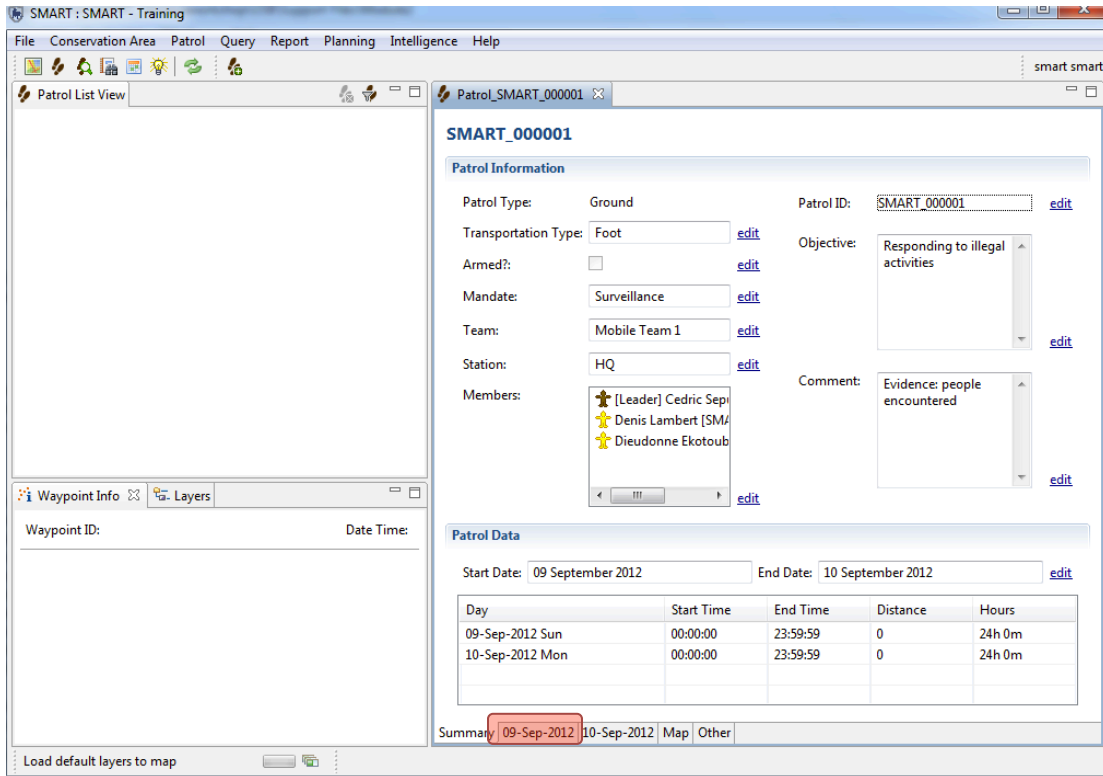 SMART : SMART - Training
File Conservation Area Patrol Query Report Planning Intelligence Help
smart smart
Patrol List View
Patrol_SMART_000001
SMART_000001
Patrol Information
Patrol Type: Ground
Patrol ID: SMART_000001 edit
Transportation Type: Foot edit
Objective: Responding to illegal
activities
edit
Armed?: edit
Mandate: Surveillance edit
Team: Mobile Team 1 edit
Station: HQ edit
Comment: Evidence: people
encountered
edit
Members: [Leader] Cedric
Denis Lambert
Dieudonne
edit
Waypoint Info Layers
Waypoint ID: Date Time:
Patrol Data
Start Date: 09 September 2012 End Date: 10 September 2012 edit
Day Start Time End Time Distance Hours
09-Sep-2012 Sun 00:00:00 23:59:59 0 24h 0m
10-Sep-2012 Mon 00:00:00 23:59:59 0 24h 0m
Summary 09-Sep-2012 10-Sep-2012 Map Other
Load default layers to map